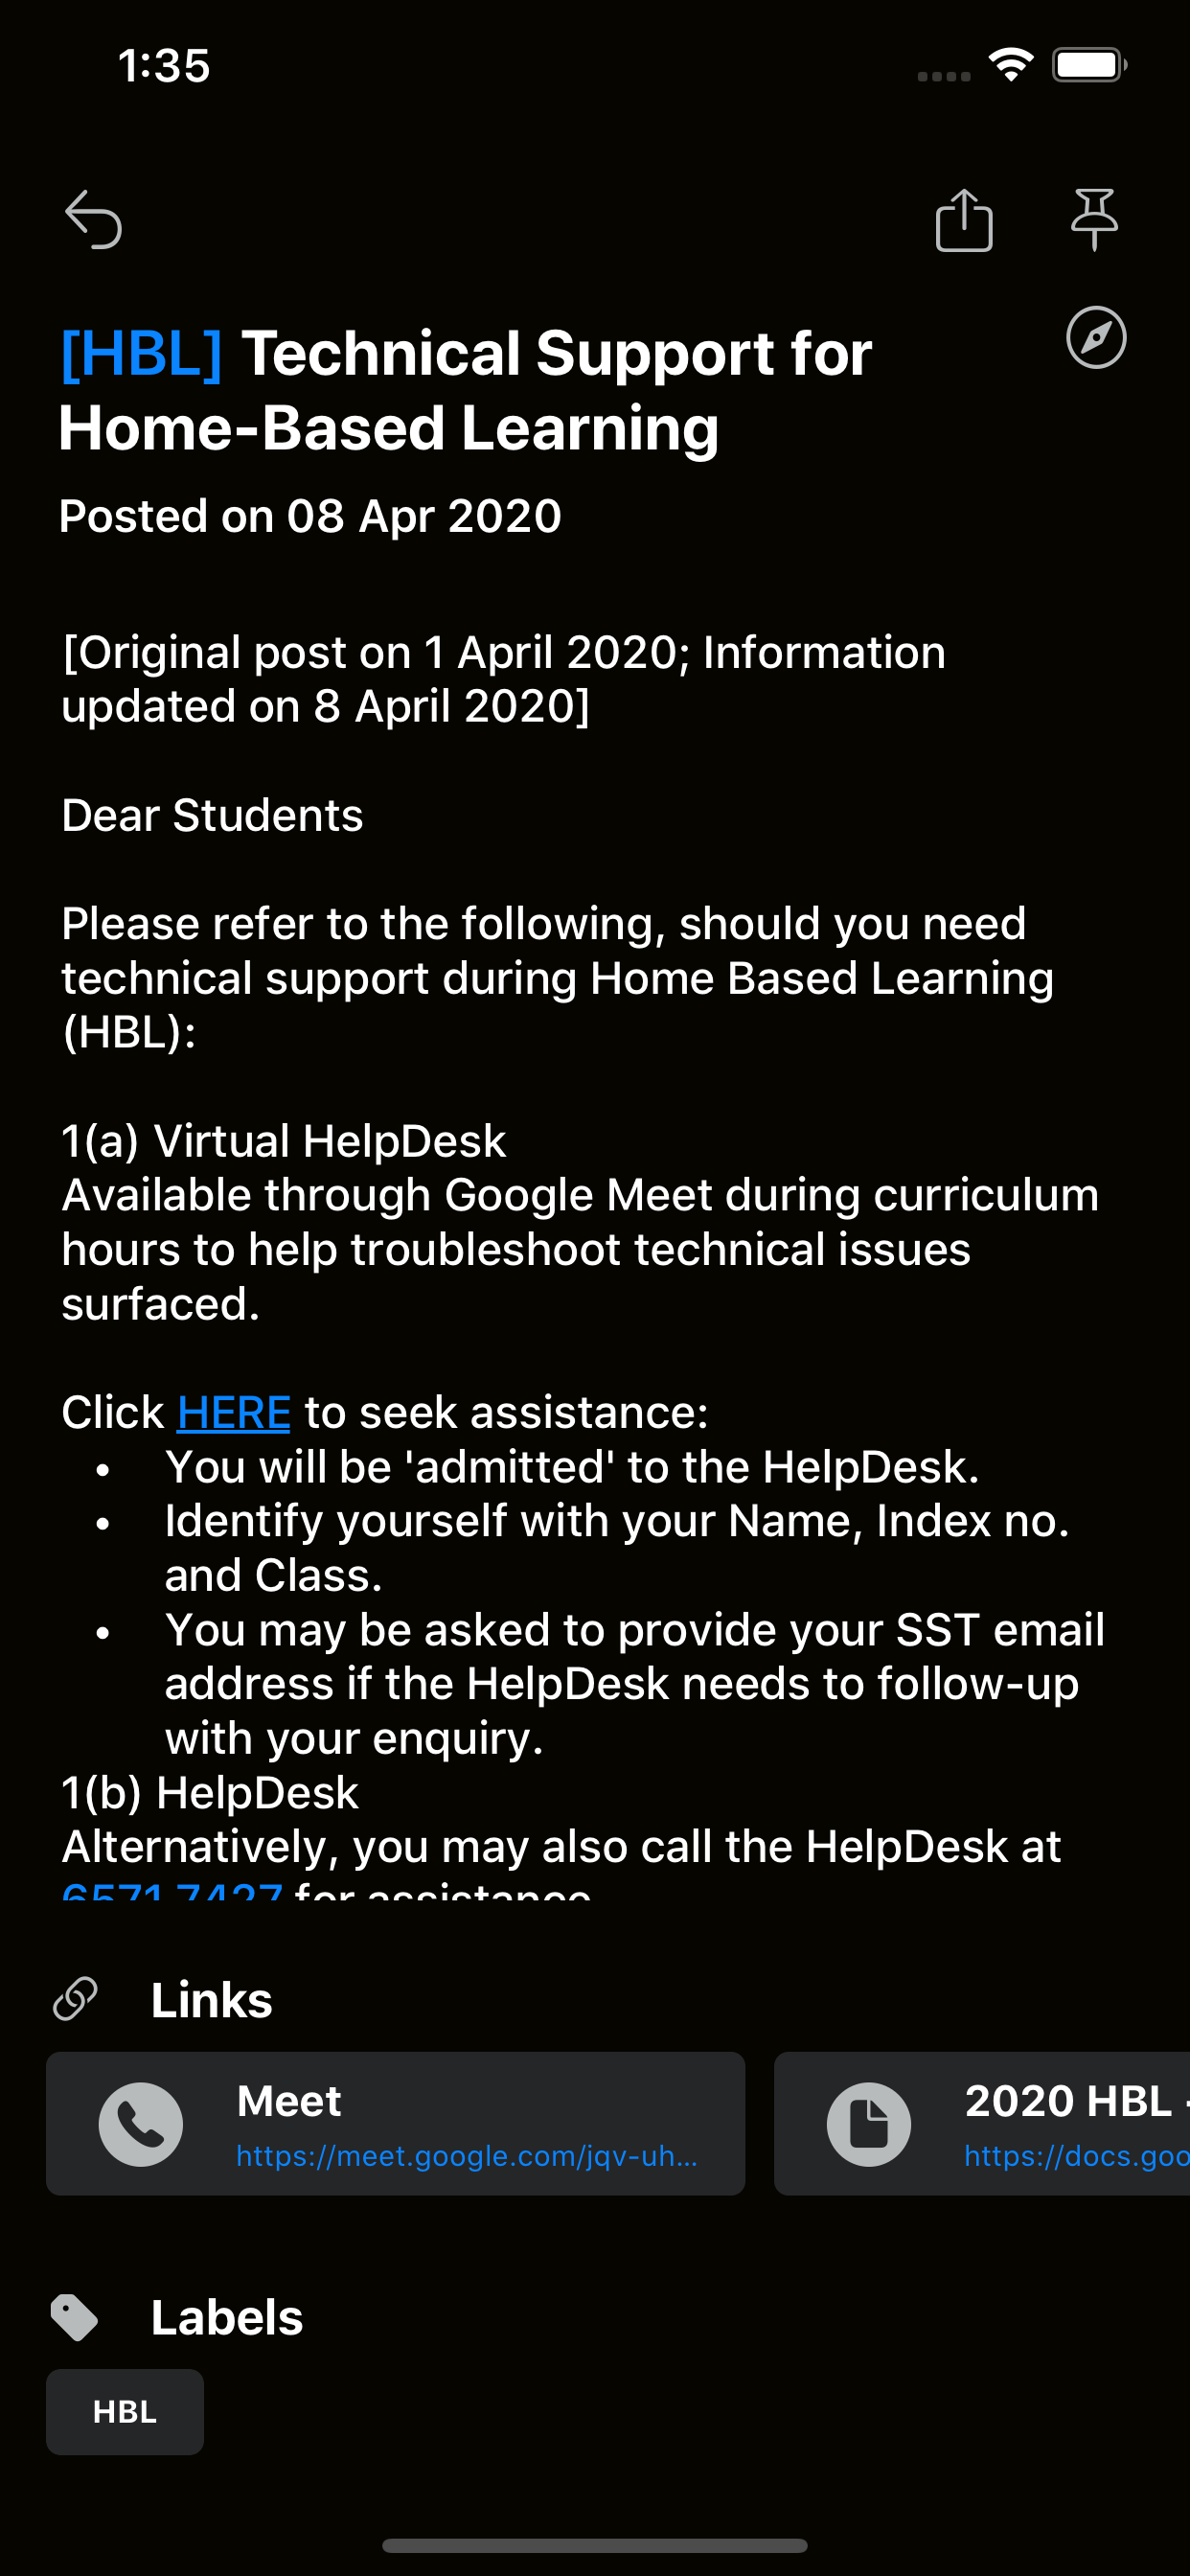 1:35
[HBL] Technical Support for
Home-Based Learning
Posted on 08 Apr 2020
[Original post on 1 April 2020; Information
updated on 8 April 2020]
Dear Students
Please refer to the following, should you need
technical support during Home Based Learning
(HBL):
1(a) Virtual HelpDesk
Available through Google Meet during curriculum
hours to help troubleshoot technical issues
surfaced.
Click HERE to seek assistance:
• You will be 'admitted' to the HelpDesk.
• Identify yourself with your Name, Index no.
and Class.
• You may be asked to provide your SST email
address if the HelpDesk needs to follow-up
with your enquiry.
1(b) HelpDesk
Alternatively, you may also call the HelpDesk at
6571 7427 for assistance
Links
Meet
https://meet.google.com/jqv-uh...
2020 HBL -
https://docs.goo
Labels
HBL